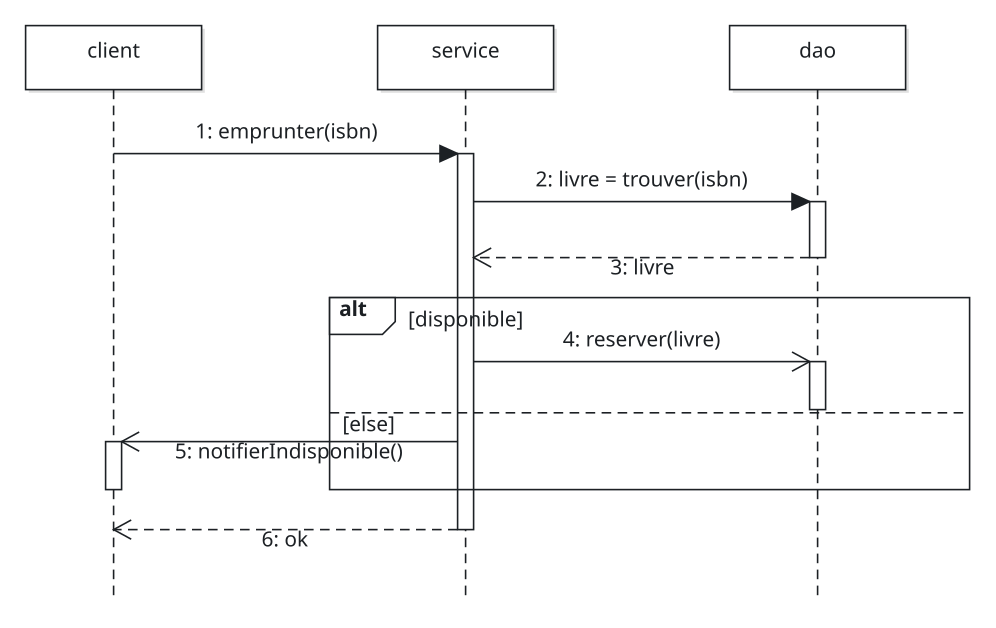 client
service
dao
1: emprunter(isbn)
2: livre = trouver(isbn)
3: livre
alt
[disponible]
4: reserver(livre)
[else]
5: notifierIndisponible()
6: ok